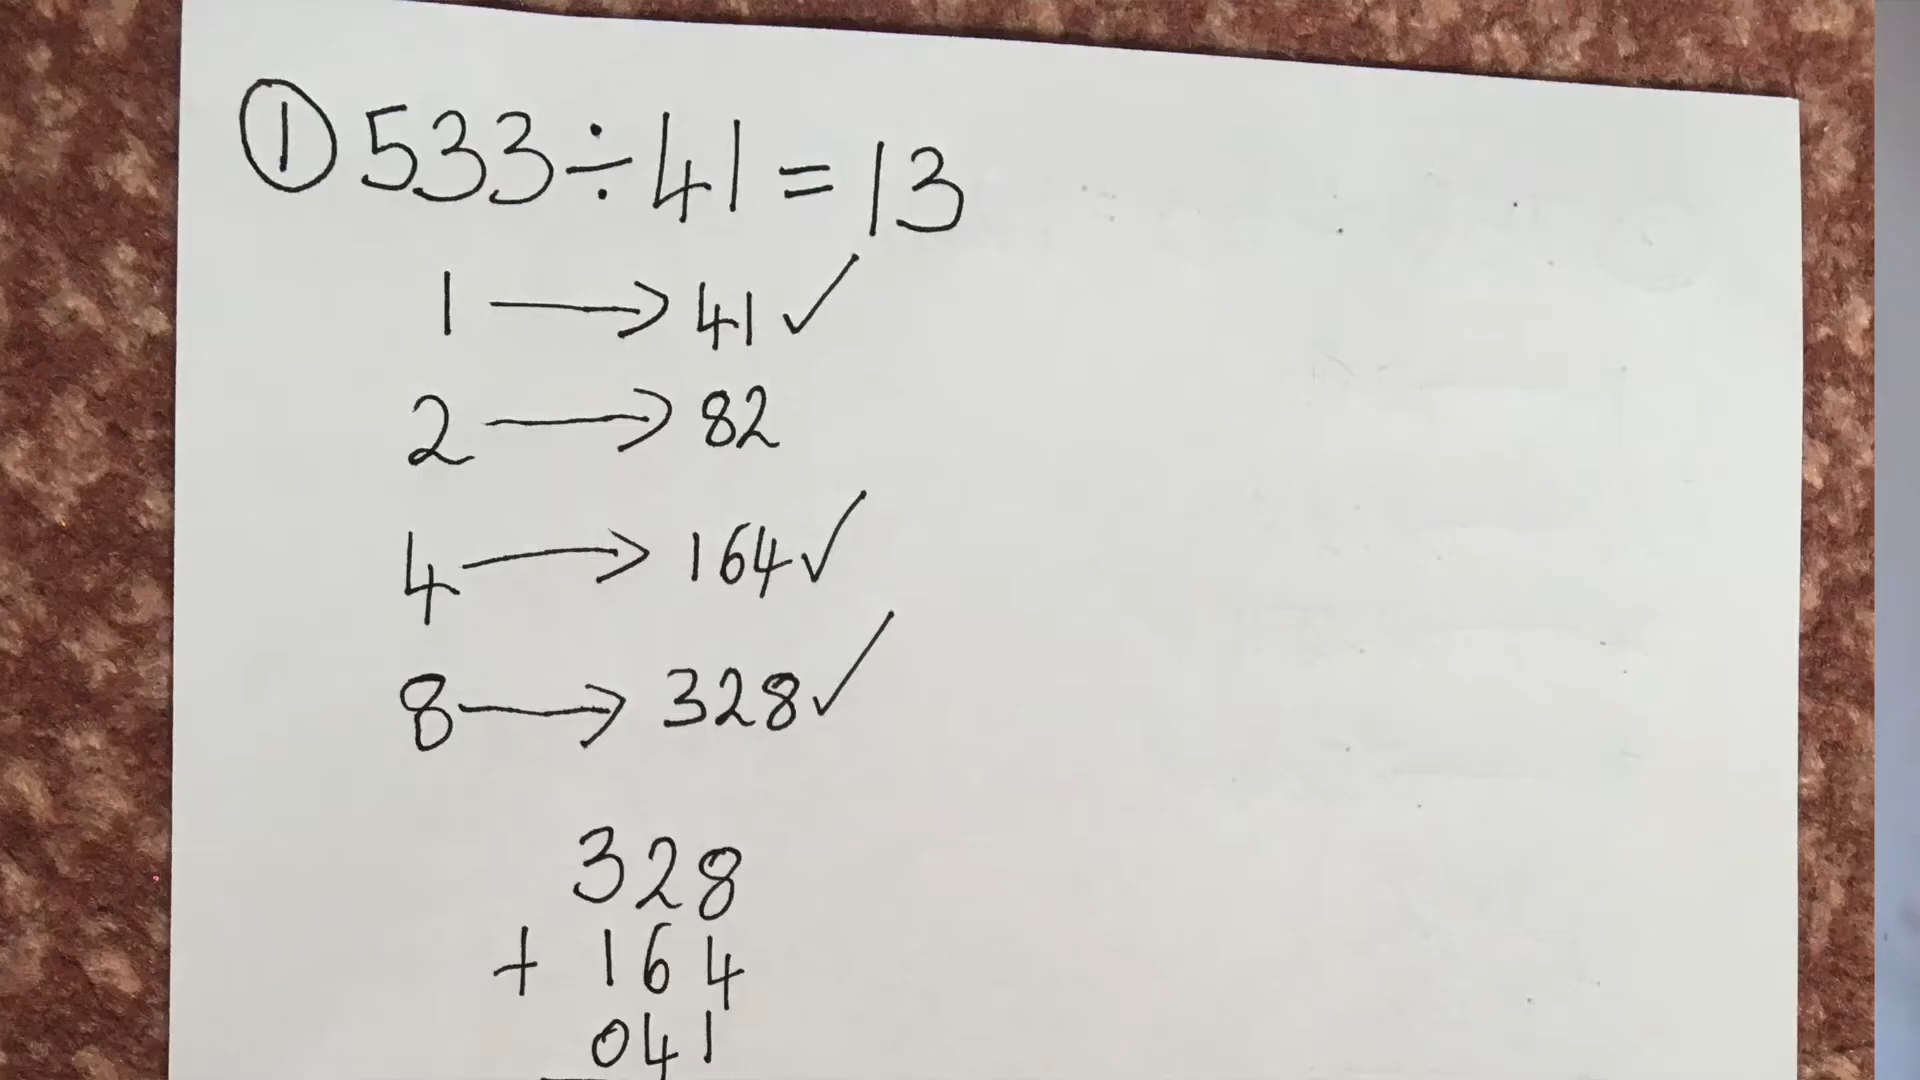 ① 533÷41 = 13
1 → 41 ✓
2 → 82
4 → 164 ✓
8 → 328 ✓
328
+ 164
041